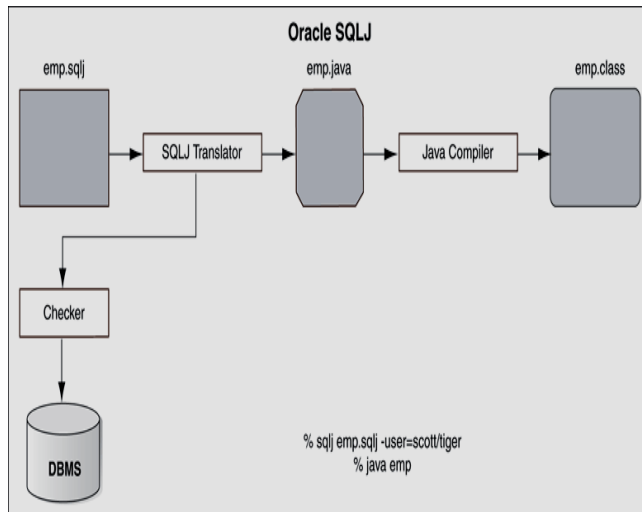 Oracle SQLJ
emp.sqlj
emp.java
emp.class
SQLJ Translator
Java Compiler
Checker
DBMS
% sqlj emp.sqlj -user=scott/tiger
% java emp